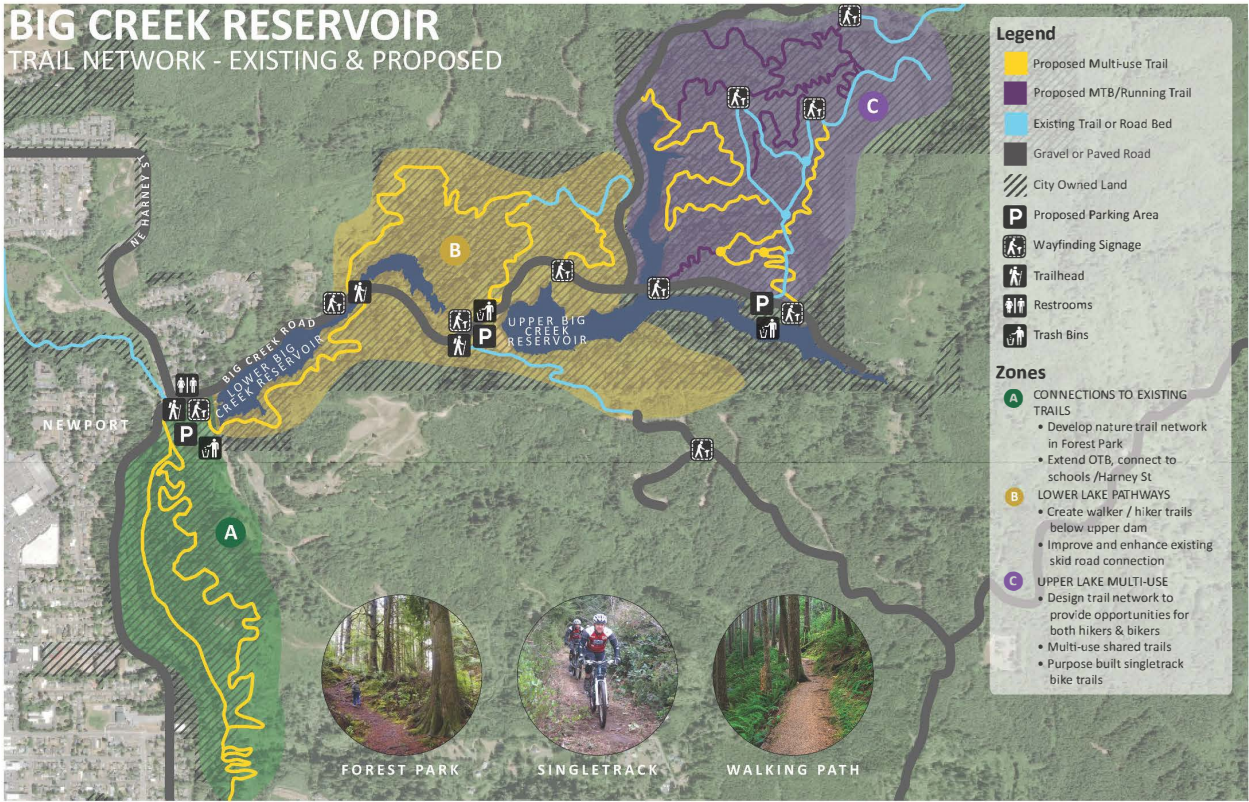 BIG CREEK RESERVOIR
TRAIL NETWORK - EXISTING & PROPOSED
NE HARNEY ST
NEWPORT
BIG CREEK ROAD
LOWER BIG
CREEK RESERVOIR
UPPER BIG
CREEK
RESERVOIR
A
B
C
P
P
P
FOREST PARK
SINGLETRACK
WALKING PATH
Legend
Proposed Multi-use Trail
Proposed MTB/Running Trail
Existing Trail or Road Bed
Gravel or Paved Road
City Owned Land
P Proposed Parking Area
Wayfinding Signage
Trailhead
Restrooms
Trash Bins
Zones
A CONNECTIONS TO EXISTING
TRAILS
• Develop nature trail network
in Forest Park
• Extend OTB, connect to
schools /Harney St
B LOWER LAKE PATHWAYS
• Create walker / hiker trails
below upper dam
• Improve and enhance existing
skid road connection
C UPPER LAKE MULTI-USE
• Design trail network to
provide opportunities for
both hikers & bikers
• Multi-use shared trails
• Purpose built singletrack
bike trails